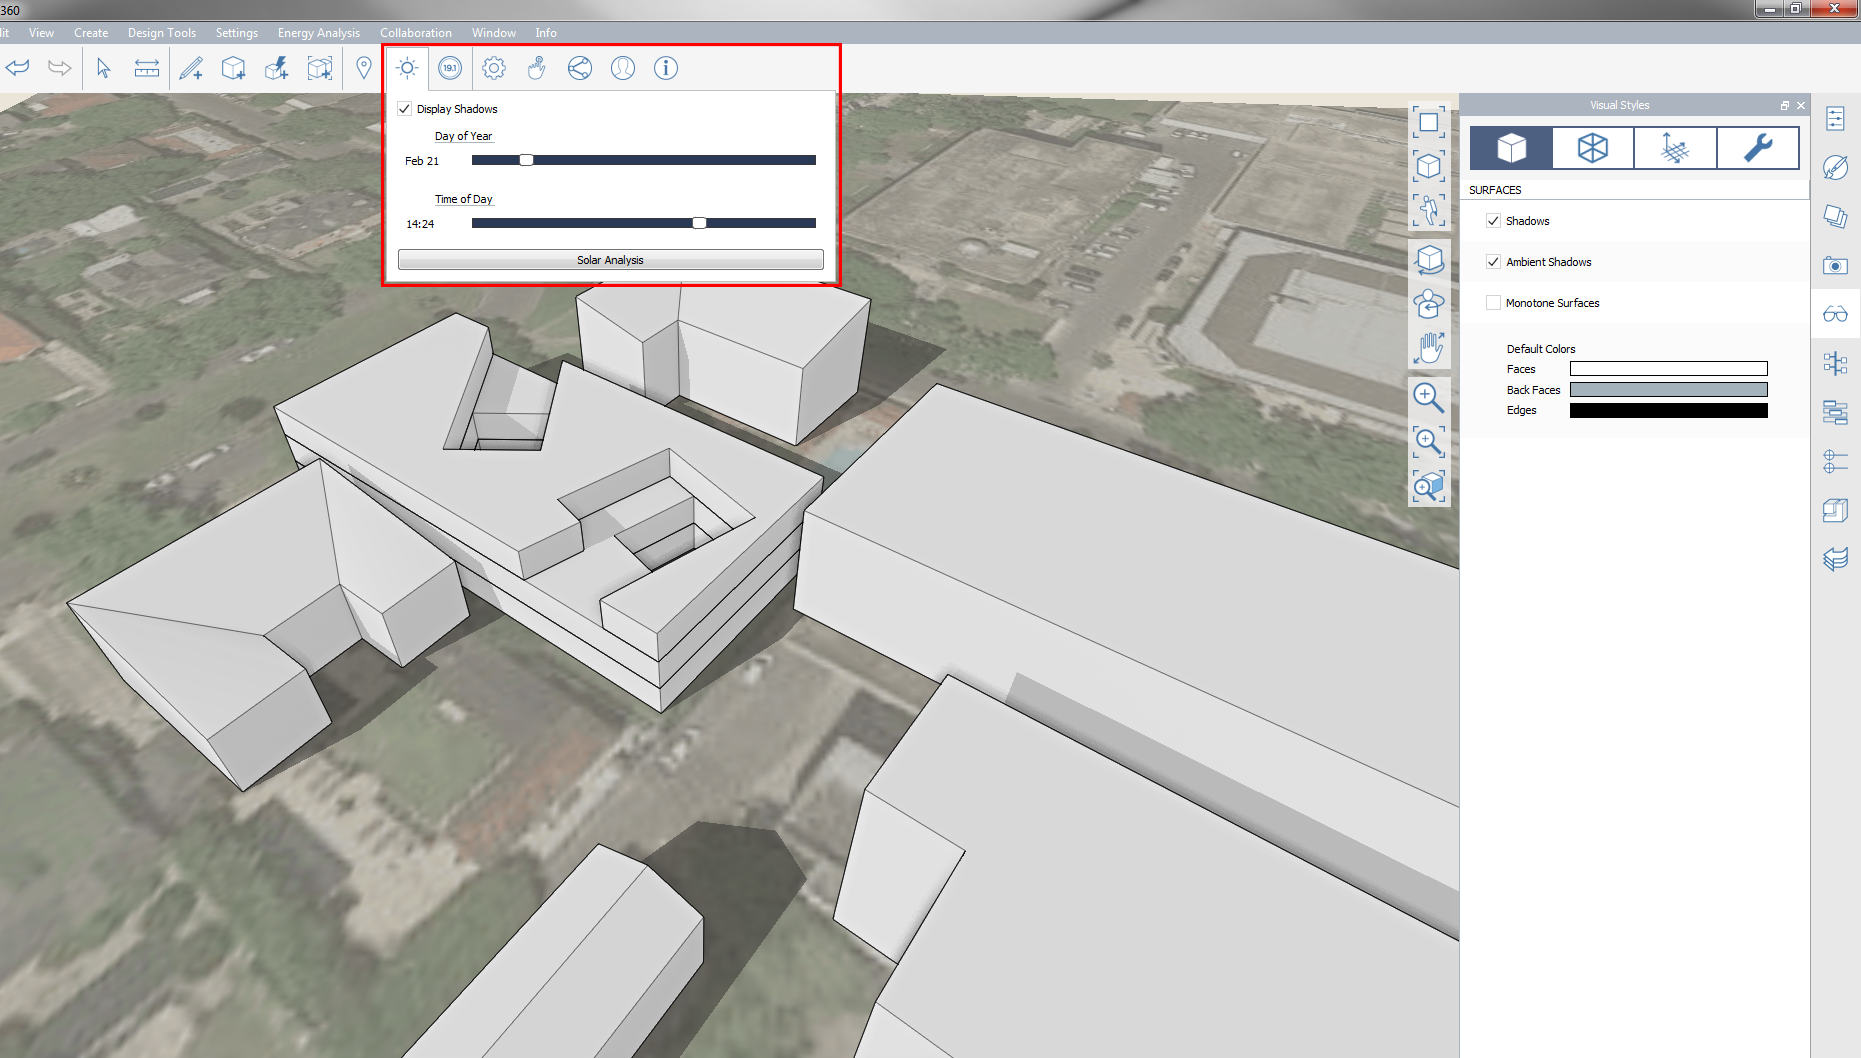 360
lit View Create Design Tools Settings Energy Analysis Collaboration Window Info
19.1
Display Shadows
Day of Year
Feb 21
Time of Day
14:24
Solar Analysis
Visual Styles
SURFACES
Shadows
Ambient Shadows
Monotone Surfaces
Default Colors
Faces
Back Faces
Edges